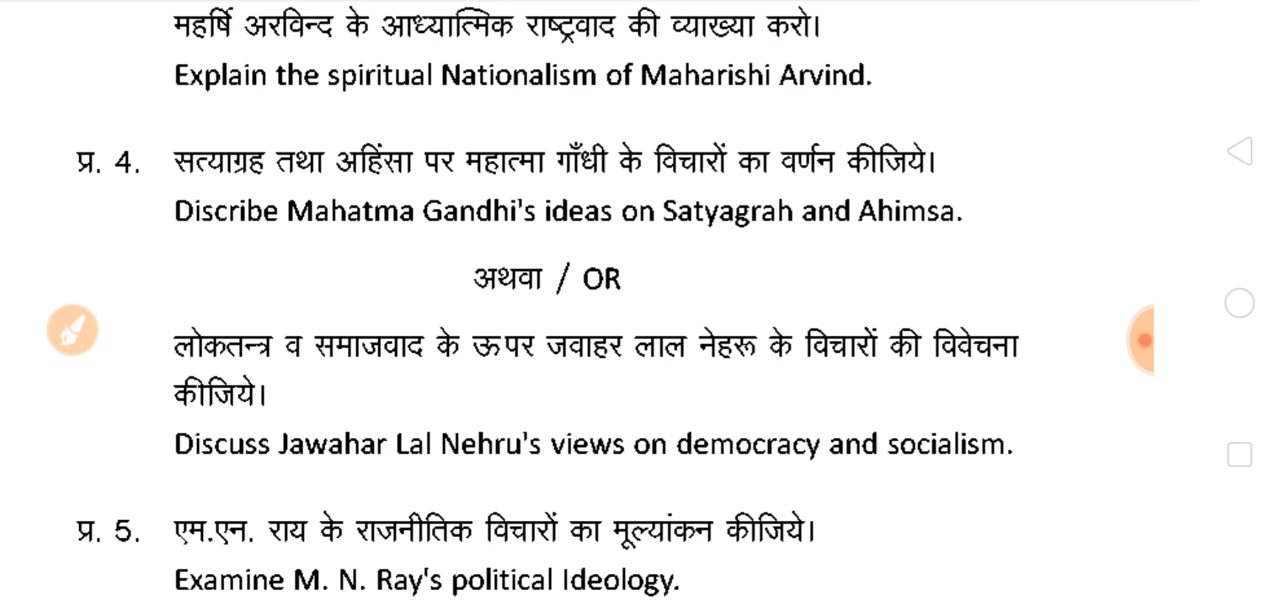 महर्षि अरविन्द के आध्यात्मिक राष्ट्रवाद की व्याख्या करो।
Explain the spiritual Nationalism of Maharishi Arvind.
प्र. 4. सत्याग्रह तथा अहिंसा पर महात्मा गाँधी के विचारों का वर्णन कीजिये।
Discribe Mahatma Gandhi's ideas on Satyagrah and Ahimsa.
अथवा / OR
लोकतन्त्र व समाजवाद के ऊपर जवाहर लाल नेहरू के विचारों की विवेचना
कीजिये।
Discuss Jawahar Lal Nehru's views on democracy and socialism.
प्र. 5. एम.एन. राय के राजनीतिक विचारों का मूल्यांकन कीजिये।
Examine M. N. Ray's political Ideology.